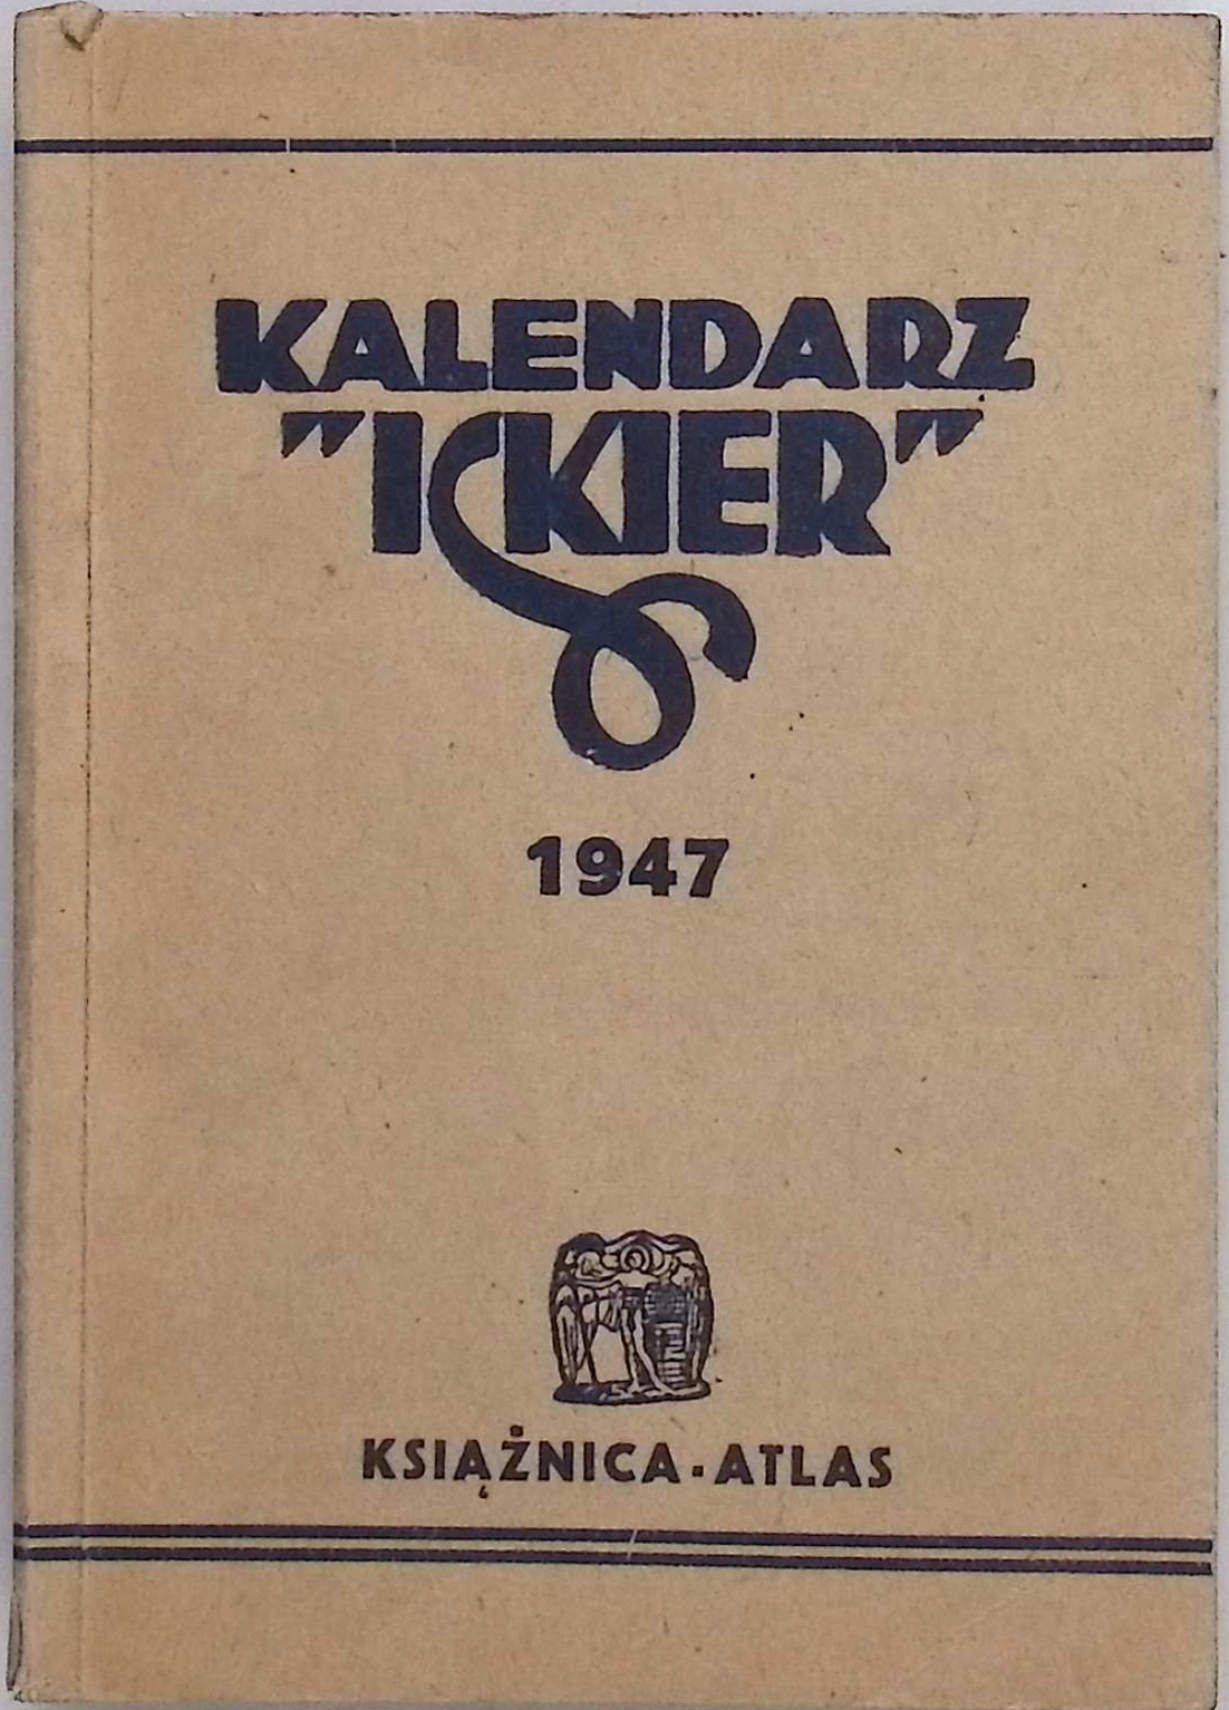 KALENDARZ
"ISKIER"
1947
KSIĄŻNICA-ATLAS